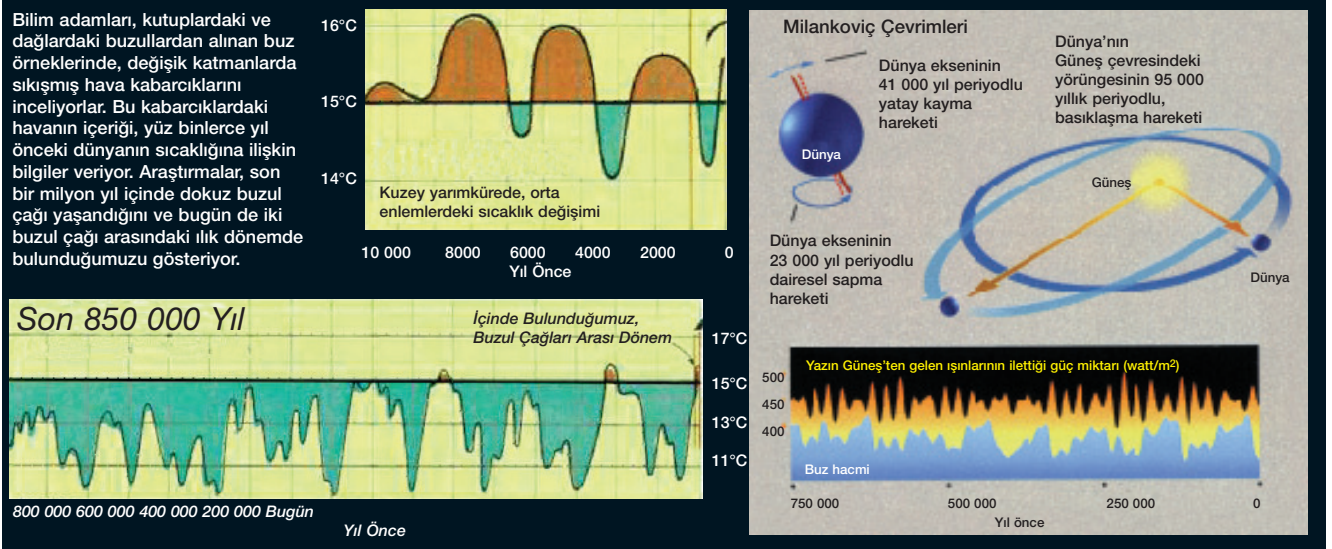 Bilim adamları, kutuplardaki ve
dağlardaki buzullardan alınan buz
örneklerinde, değişik katmanlarda
sıkışmış hava kabarcıklarını
inceliyorlar. Bu kabarcıklardaki
havanın içeriği, yüz binlerce yıl
önceki dünyanın sıcaklığına ilişkin
bilgiler veriyor. Araştırmalar, son
bir milyon yıl içinde dokuz buzul
çağı yaşandığını ve bugün de iki
buzul çağı arasındaki ılık dönemde
bulunduğumuzu gösteriyor.
16°C
15°C
14°C
Kuzey yarımkürede, orta
enlemlerdeki sıcaklık değişimi
10 000 8000 6000 4000 2000 0
Yıl Önce
Son 850 000 Yıl
İçinde Bulunduğumuz,
Buzul Çağları Arası Dönem
17°C
15°C
13°C
11°C
800 000 600 000 400 000 200 000 Bugün
Yıl Önce
Milankoviç Çevrimleri
Dünya ekseninin
41 000 yıl periyodlu
yatay kayma
hareketi
Dünya'nın
Güneş çevresindeki
yörüngesinin 95 000
yıllık periyodlu,
basıklaşma hareketi
Dünya
Güneş
Dünya ekseninin
23 000 yıl periyodlu
dairesel sapma
hareketi
Dünya
Yazın Güneş'ten gelen ışınlarının ilettiği güç miktarı (watt/m²)
500
450
400
Buz hacmi
750 000 500 000 250 000 0
Yıl önce